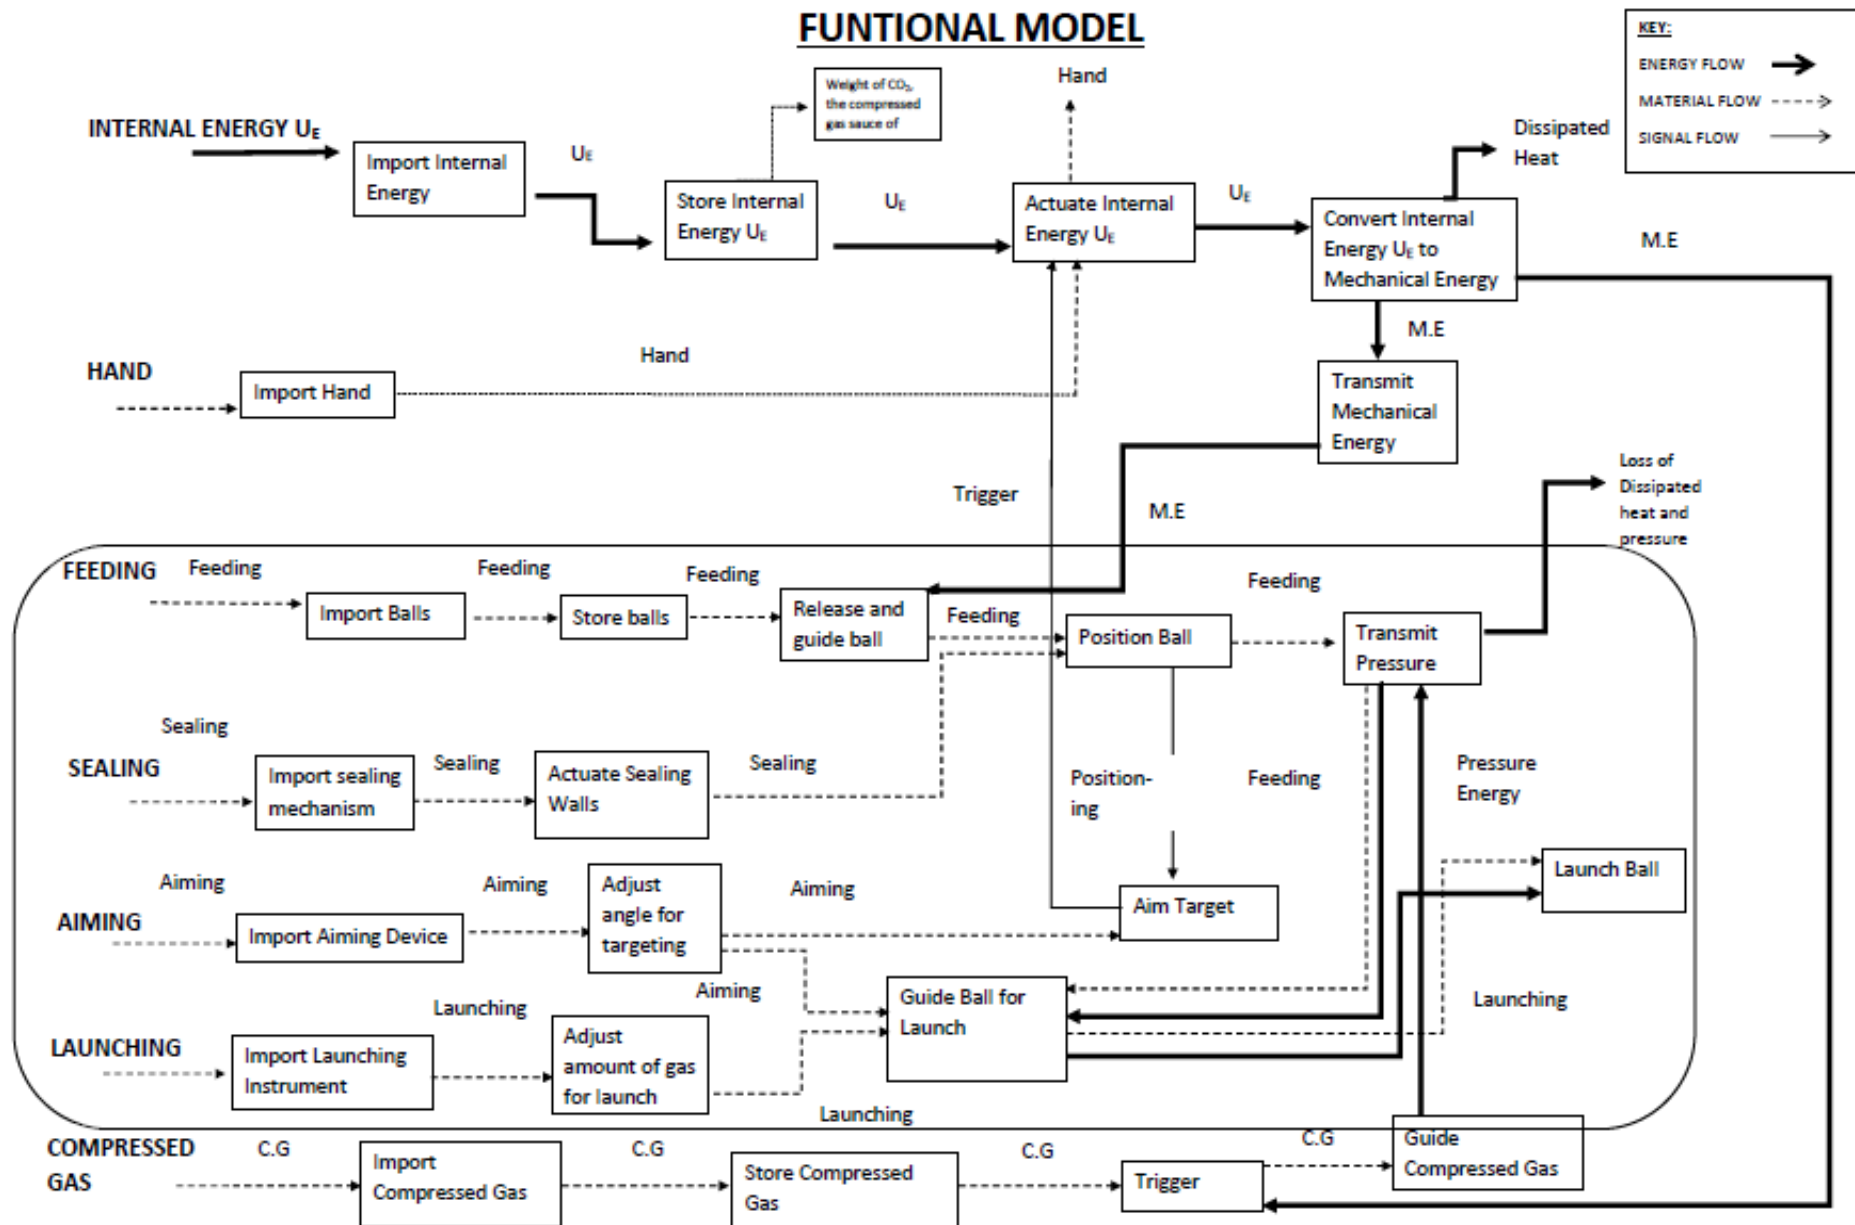 FUNTIONAL MODEL
KEY:
ENERGY FLOW
MATERIAL FLOW
SIGNAL FLOW
Weight of CO₂,
the compressed
gas sauce of
Hand
Dissipated
Heat
INTERNAL ENERGY UE
Import Internal
Energy
UE
Store Internal
Energy UE
UE
Actuate Internal
Energy UE
UE
Convert Internal
Energy UE to
Mechanical Energy
M.E
M.E
HAND
Import Hand
Hand
Transmit
Mechanical
Energy
Trigger
M.E
Loss of
Dissipated
heat and
pressure
FEEDING
Feeding
Import Balls
Feeding
Store balls
Feeding
Release and
guide ball
Feeding
Position Ball
Feeding
Transmit
Pressure
SEALING
Sealing
Import sealing
mechanism
Sealing
Actuate Sealing
Walls
Sealing
Position-
ing
Feeding
Pressure
Energy
AIMING
Aiming
Import Aiming Device
Aiming
Adjust
angle for
targeting
Aiming
Aim Target
Launch Ball
Aiming
Guide Ball for
Launch
Launching
LAUNCHING
Import Launching
Instrument
Launching
Adjust
amount of gas
for launch
Launching
COMPRESSED
GAS
C.G
Import
Compressed Gas
C.G
Store Compressed
Gas
C.G
Trigger
C.G
Guide
Compressed Gas